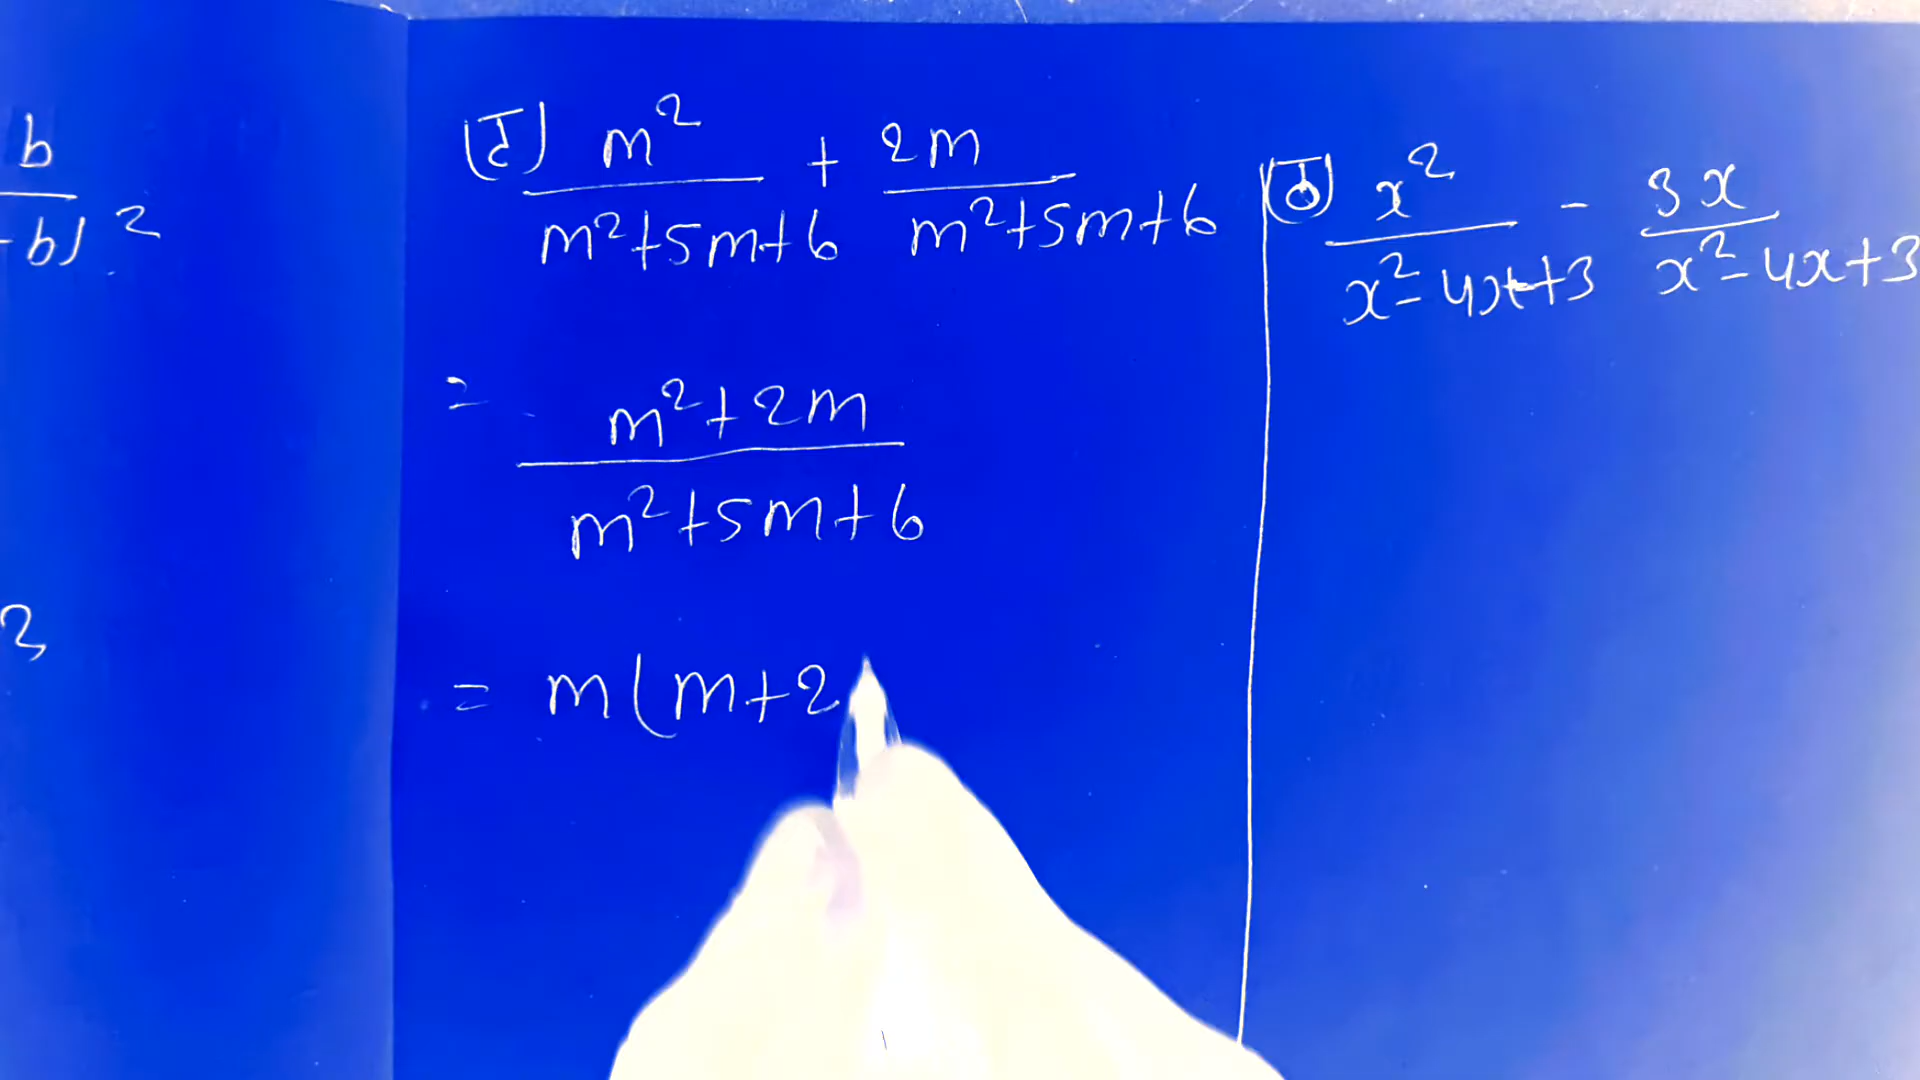 b
-b)²
2
(ट) m²/(m²+5m+6) + 2m/(m²+5m+6)
= (m²+2m)/(m²+5m+6)
= m(m+2
(ठ) x²/(x²-4x+3) - 3x/(x²-4x+3)